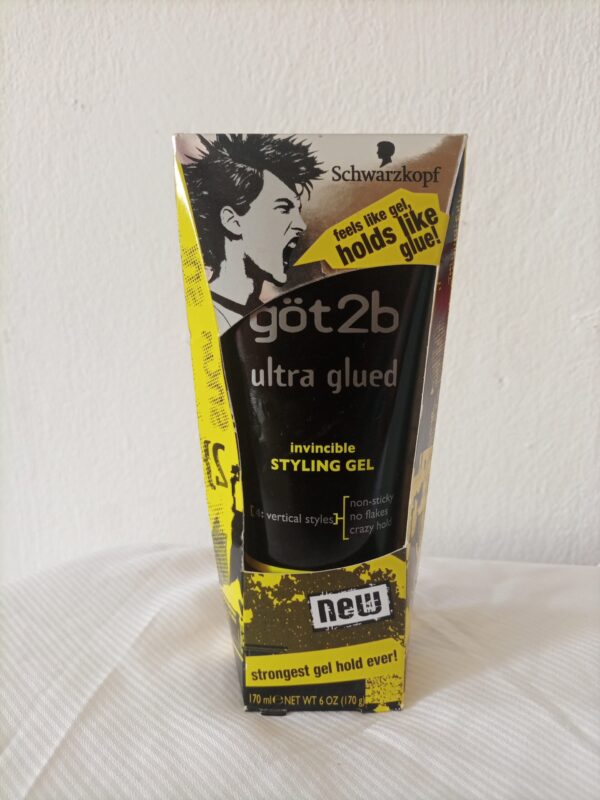 Schwarzkopf
feels like gel,
holds like
glue!
göt2b
ultra glued
invincible
STYLING GEL
vertical styles
non-sticky
no flakes
crazy hold
new
strongest gel hold ever!
170 ml ℮ NET WT 6 OZ (170 g)